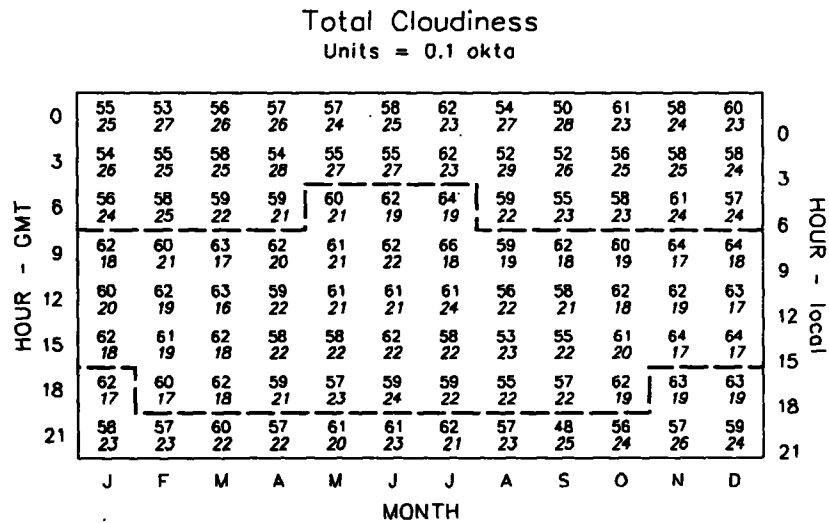 Total Cloudiness
Units = 0.1 okta
HOUR - GMT
0 55 53 56 57 57 58 62 54 50 61 58 60 0
25 27 26 26 24 25 23 27 28 23 24 23
3 54 55 58 54 55 55 62 52 52 56 58 58 3
26 25 25 28 27 27 23 29 26 25 25 24
6 56 58 59 59 60 62 64 59 55 58 61 57 6
24 25 22 21 21 19 19 22 23 23 24 24
9 62 60 63 62 61 62 66 59 62 60 64 64 9
18 21 17 20 21 22 18 19 18 19 17 18
12 60 62 63 59 61 61 61 56 58 62 62 63 12
20 19 16 22 21 21 24 22 21 18 19 17
15 62 61 62 58 58 62 58 53 55 61 64 64 15
18 19 18 22 22 22 22 23 22 20 17 17
18 62 60 62 59 57 59 59 55 57 62 63 63 18
17 17 18 21 23 24 22 22 22 19 19 19
21 58 57 60 57 61 61 62 57 48 56 57 59 21
23 23 22 22 20 23 21 23 25 24 26 24
HOUR - local
J F M A M J J A S O N D
MONTH